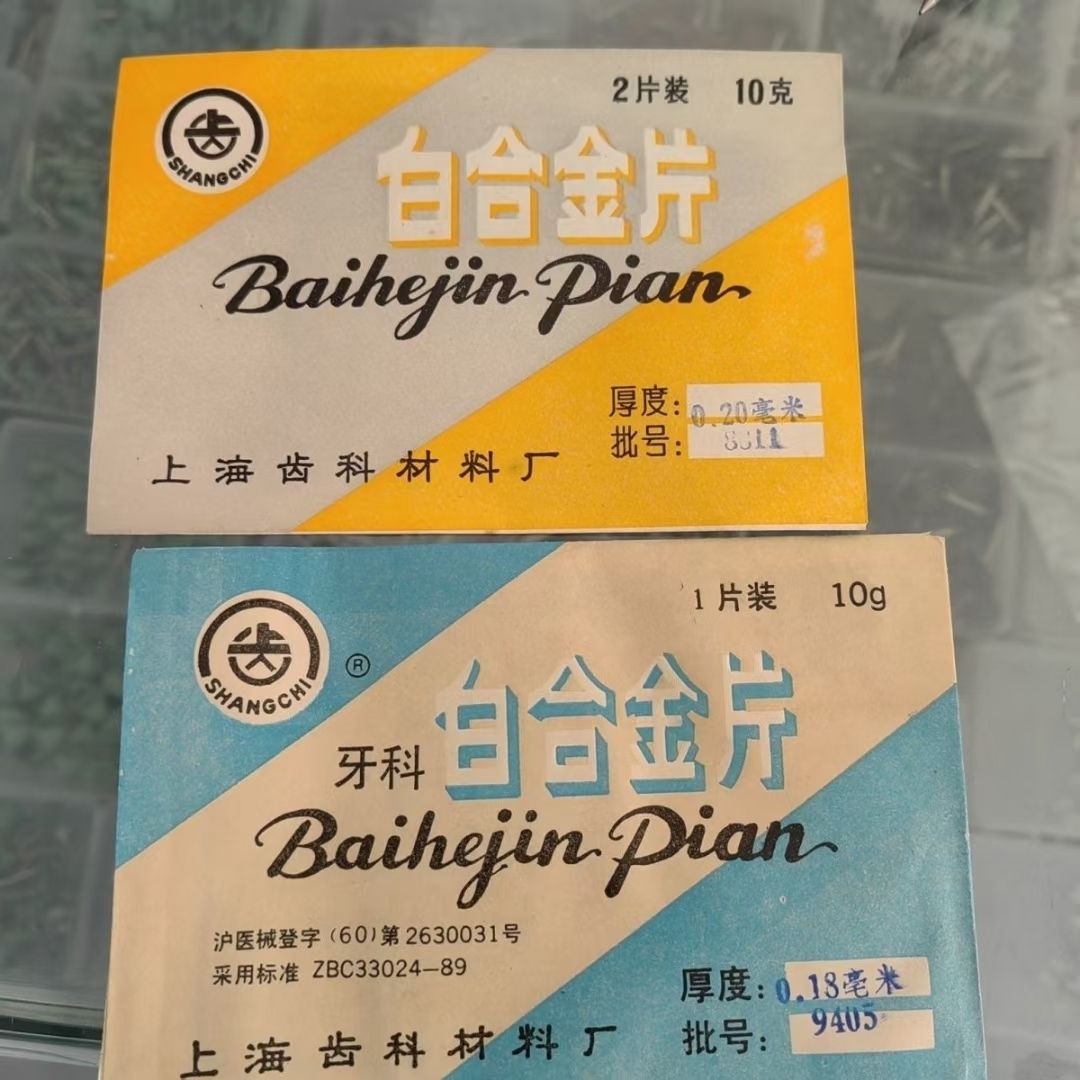 2片装 10克
齿
SHANGCHI
白合金片
Baihejin Pian
厚度: 0.20毫米
批号:
上海齿科材料厂
1片装 10g
齿
SHANGCHI
®
牙科 白合金片
Baihejin Pian
沪医械登字(60)第2630031号
采用标准 ZBC33024-89
厚度: 0.18毫米
批号: 9405
上海齿科材料厂